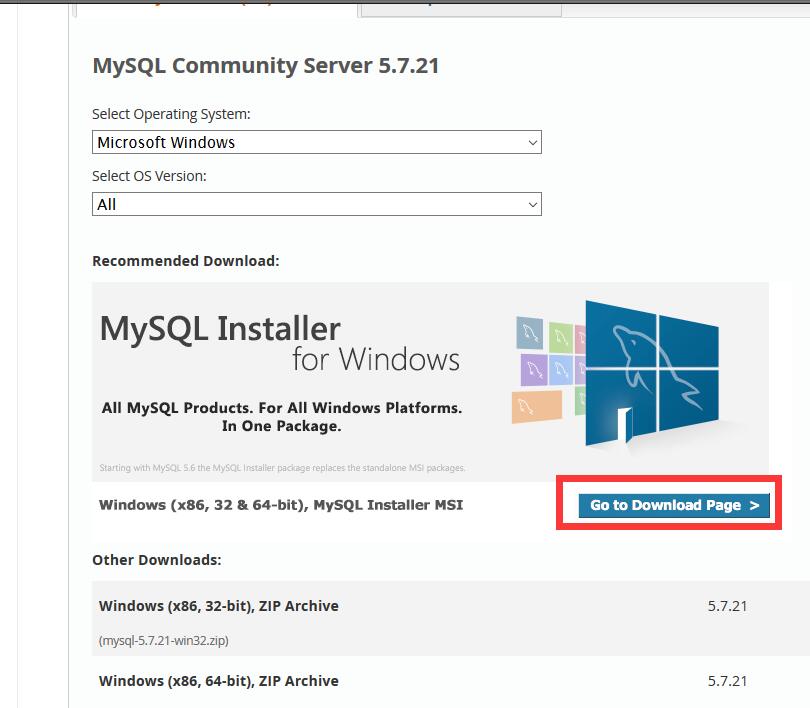 MySQL Community Server 5.7.21
Select Operating System:
Microsoft Windows
Select OS Version:
All
Recommended Download:
MySQL Installer
for Windows
All MySQL Products. For All Windows Platforms.
In One Package.
Starting with MySQL 5.6 the MySQL Installer package replaces the standalone MSI packages.
Windows (x86, 32 & 64-bit), MySQL Installer MSI
Go to Download Page >
Other Downloads:
Windows (x86, 32-bit), ZIP Archive 5.7.21
(mysql-5.7.21-win32.zip)
Windows (x86, 64-bit), ZIP Archive 5.7.21